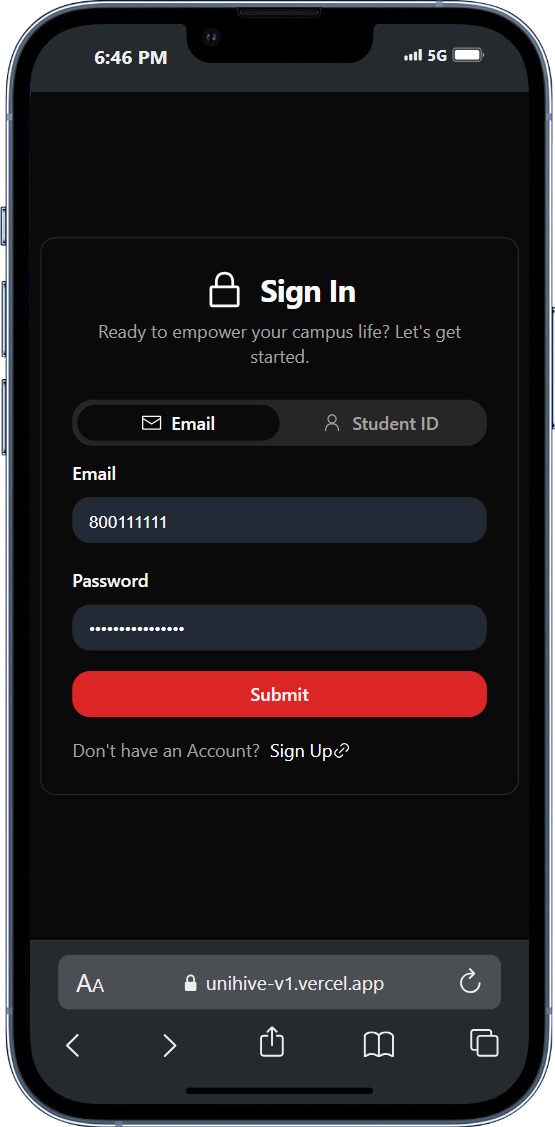 6:46 PM
5G
Sign In
Ready to empower your campus life? Let's get
started.
Email
Student ID
Email
800111111
Password
••••••••••••••••
Submit
Don't have an Account? Sign Up
AA
unihive-v1.vercel.app